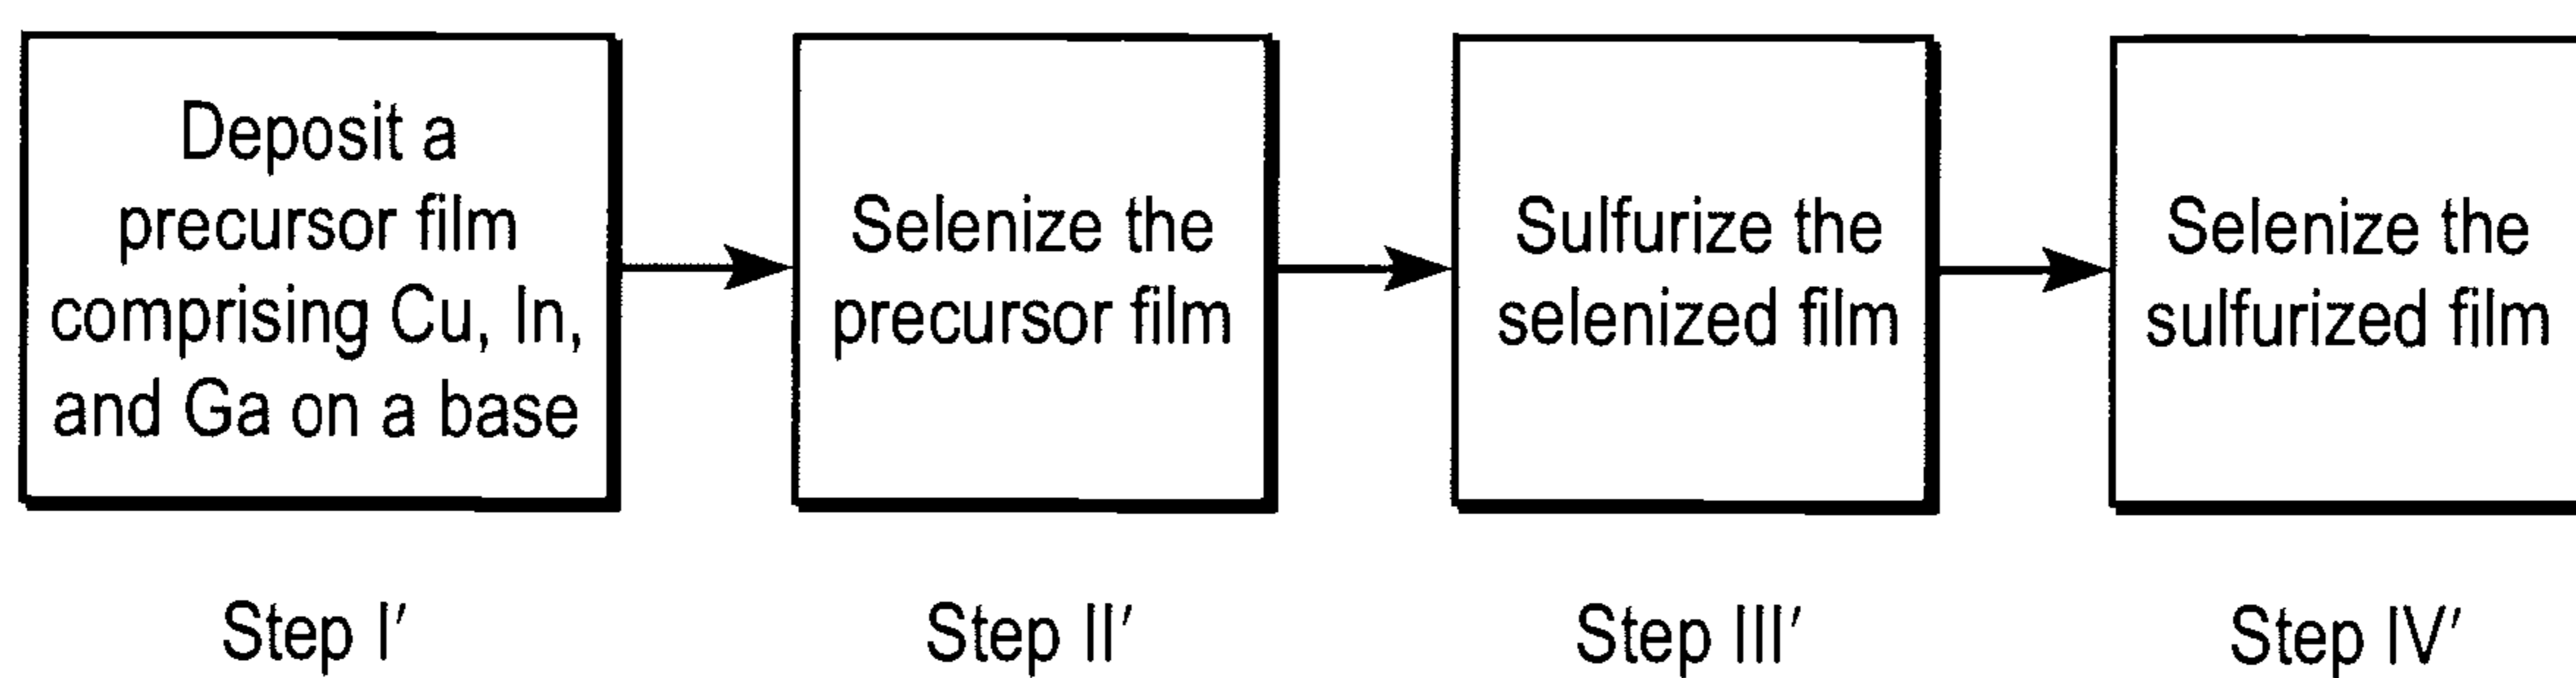 Deposit a
precursor film
comprising Cu, In,
and Ga on a base
Selenize the
precursor film
Sulfurize the
selenized film
Selenize the
sulfurized film
Step I′
Step II′
Step III′
Step IV′